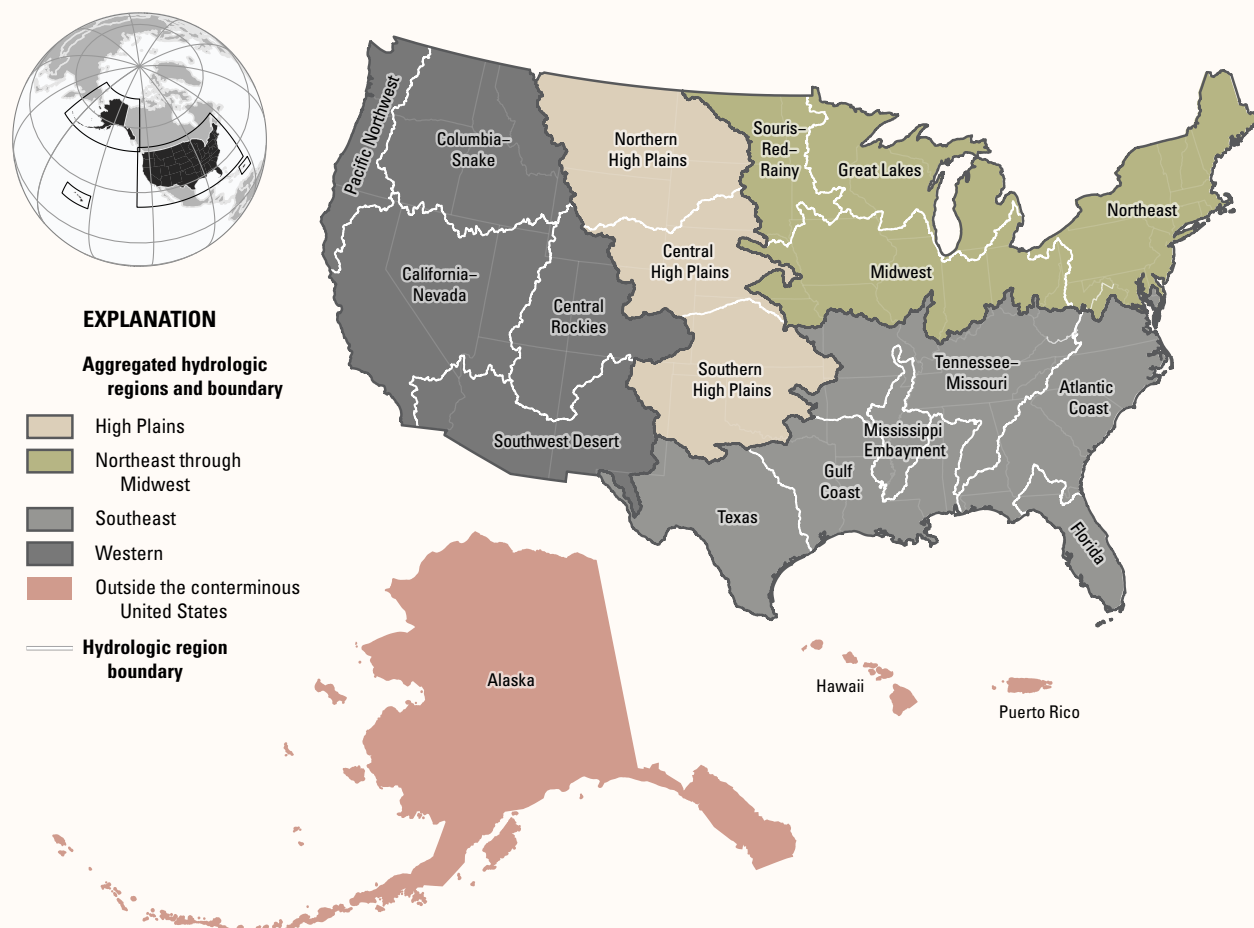 EXPLANATION
Aggregated hydrologic
regions and boundary
High Plains
Northeast through
Midwest
Southeast
Western
Outside the conterminous
United States
Hydrologic region
boundary
Pacific Northwest
Columbia–
Snake
Northern
High Plains
Souris–
Red–
Rainy
Great Lakes
Northeast
California–
Nevada
Central
Rockies
Central
High Plains
Midwest
Southern
High Plains
Tennessee–
Missouri
Atlantic
Coast
Southwest Desert
Mississippi
Embayment
Gulf
Coast
Texas
Florida
Alaska
Hawaii
Puerto Rico